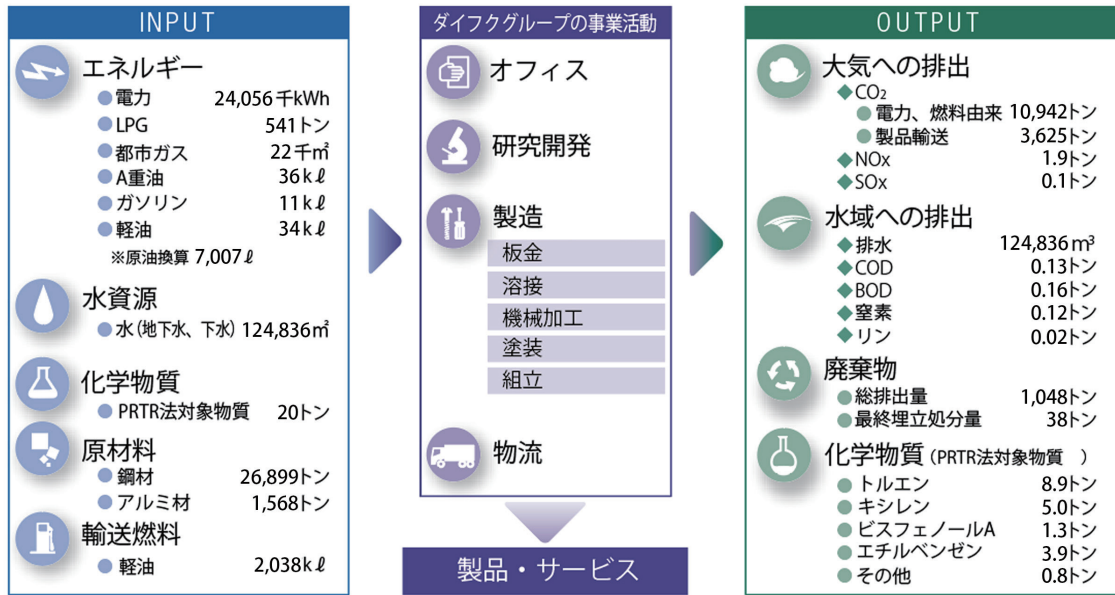 INPUT
エネルギー
電力 24,056千kWh
LPG 541トン
都市ガス 22千㎥
A重油 36kℓ
ガソリン 11kℓ
軽油 34kℓ
※原油換算 7,007ℓ
水資源
水(地下水、下水) 124,836㎥
化学物質
PRTR法対象物質 20トン
原材料
鋼材 26,899トン
アルミ材 1,568トン
輸送燃料
軽油 2,038kℓ
ダイフクグループの事業活動
オフィス
研究開発
製造
板金
溶接
機械加工
塗装
組立
物流
製品・サービス
OUTPUT
大気への排出
CO₂
電力、燃料由来 10,942トン
製品輸送 3,625トン
NOx 1.9トン
SOx 0.1トン
水域への排出
排水 124,836m³
COD 0.13トン
BOD 0.16トン
窒素 0.12トン
リン 0.02トン
廃棄物
総排出量 1,048トン
最終埋立処分量 38トン
化学物質(PRTR法対象物質 )
トルエン 8.9トン
キシレン 5.0トン
ビスフェノールA 1.3トン
エチルベンゼン 3.9トン
その他 0.8トン